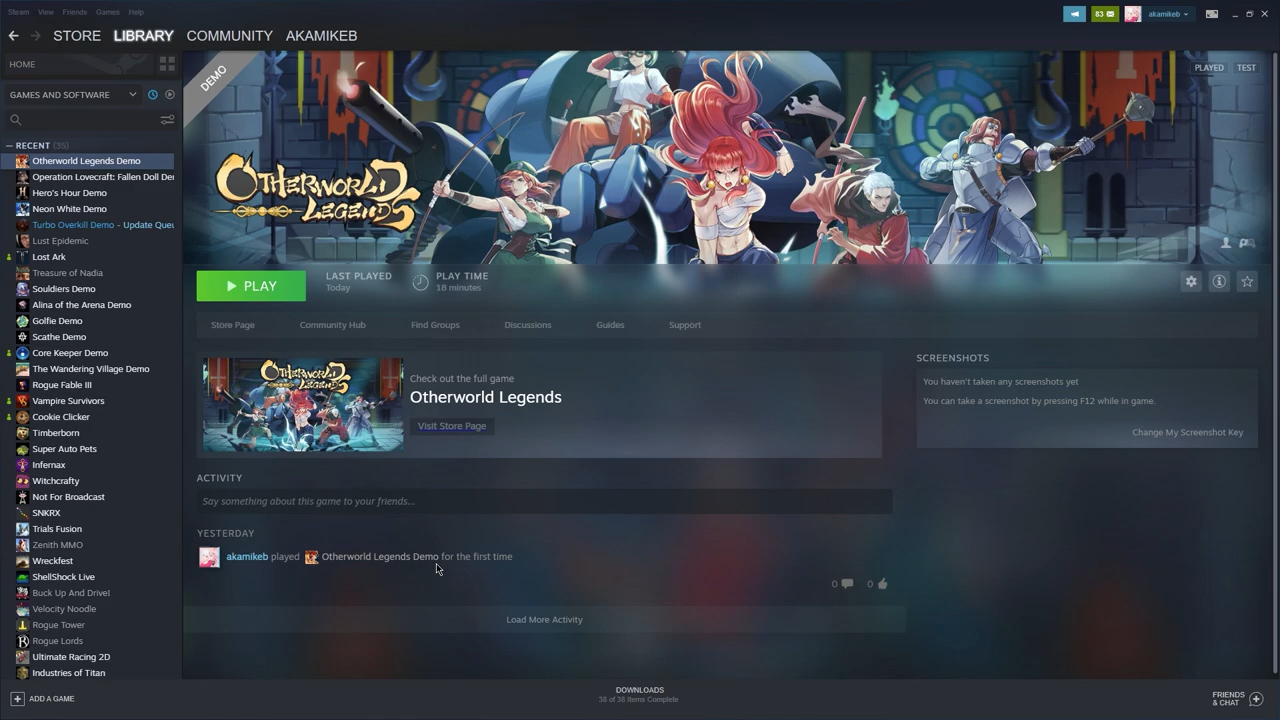 Steam View Friends Games Help
83 akamikeb
STORE LIBRARY COMMUNITY AKAMIKEB
HOME
GAMES AND SOFTWARE
RECENT (35)
Otherworld Legends Demo
Operation Lovecraft: Fallen Doll Der
Hero's Hour Demo
Neon White Demo
Turbo Overkill Demo - Update Queu
Lust Epidemic
Lost Ark
Treasure of Nadia
Souldiers Demo
Alina of the Arena Demo
Golfie Demo
Scathe Demo
Core Keeper Demo
The Wandering Village Demo
Rogue Fable III
Vampire Survivors
Cookie Clicker
Timberborn
Super Auto Pets
Infernax
Witchcrafty
Not For Broadcast
SNKRX
Trials Fusion
Zenith MMO
Wreckfest
ShellShock Live
Buck Up And Drive!
Velocity Noodle
Rogue Tower
Rogue Lords
Ultimate Racing 2D
Industries of Titan
ADD A GAME
DEMO
PLAYED TEST
OTHERWORLD
LEGENDS
PLAY
LAST PLAYED
Today
PLAY TIME
18 minutes
Store Page Community Hub Find Groups Discussions Guides Support
OTHERWORLD
LEGENDS
Check out the full game
Otherworld Legends
Visit Store Page
SCREENSHOTS
You haven't taken any screenshots yet
You can take a screenshot by pressing F12 while in game.
Change My Screenshot Key
ACTIVITY
Say something about this game to your friends...
YESTERDAY
akamikeb played Otherworld Legends Demo for the first time
0 0
Load More Activity
DOWNLOADS
38 of 38 Items Complete
FRIENDS
& CHAT